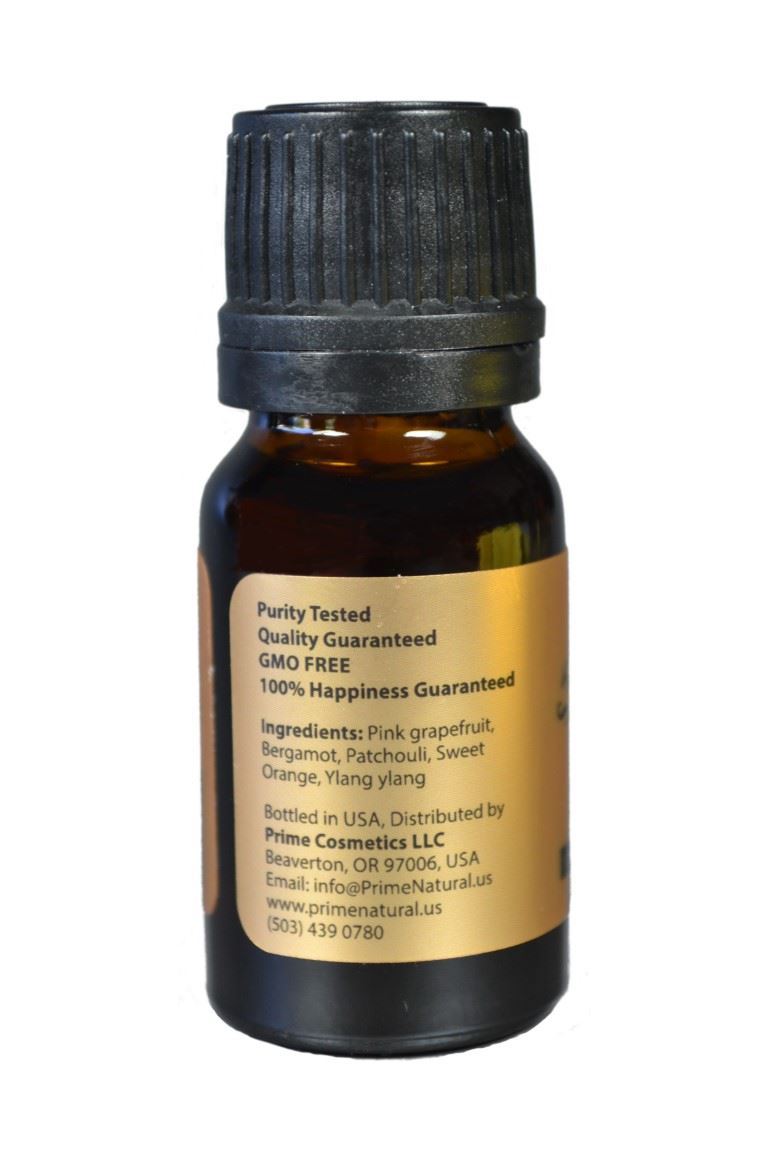 Purity Tested
Quality Guaranteed
GMO FREE
100% Happiness Guaranteed
Ingredients: Pink grapefruit,
Bergamot, Patchouli, Sweet
Orange, Ylang ylang
Bottled in USA, Distributed by
Prime Cosmetics LLC
Beaverton, OR 97006, USA
Email: info@PrimeNatural.us
www.primenatural.us
(503) 439 0780